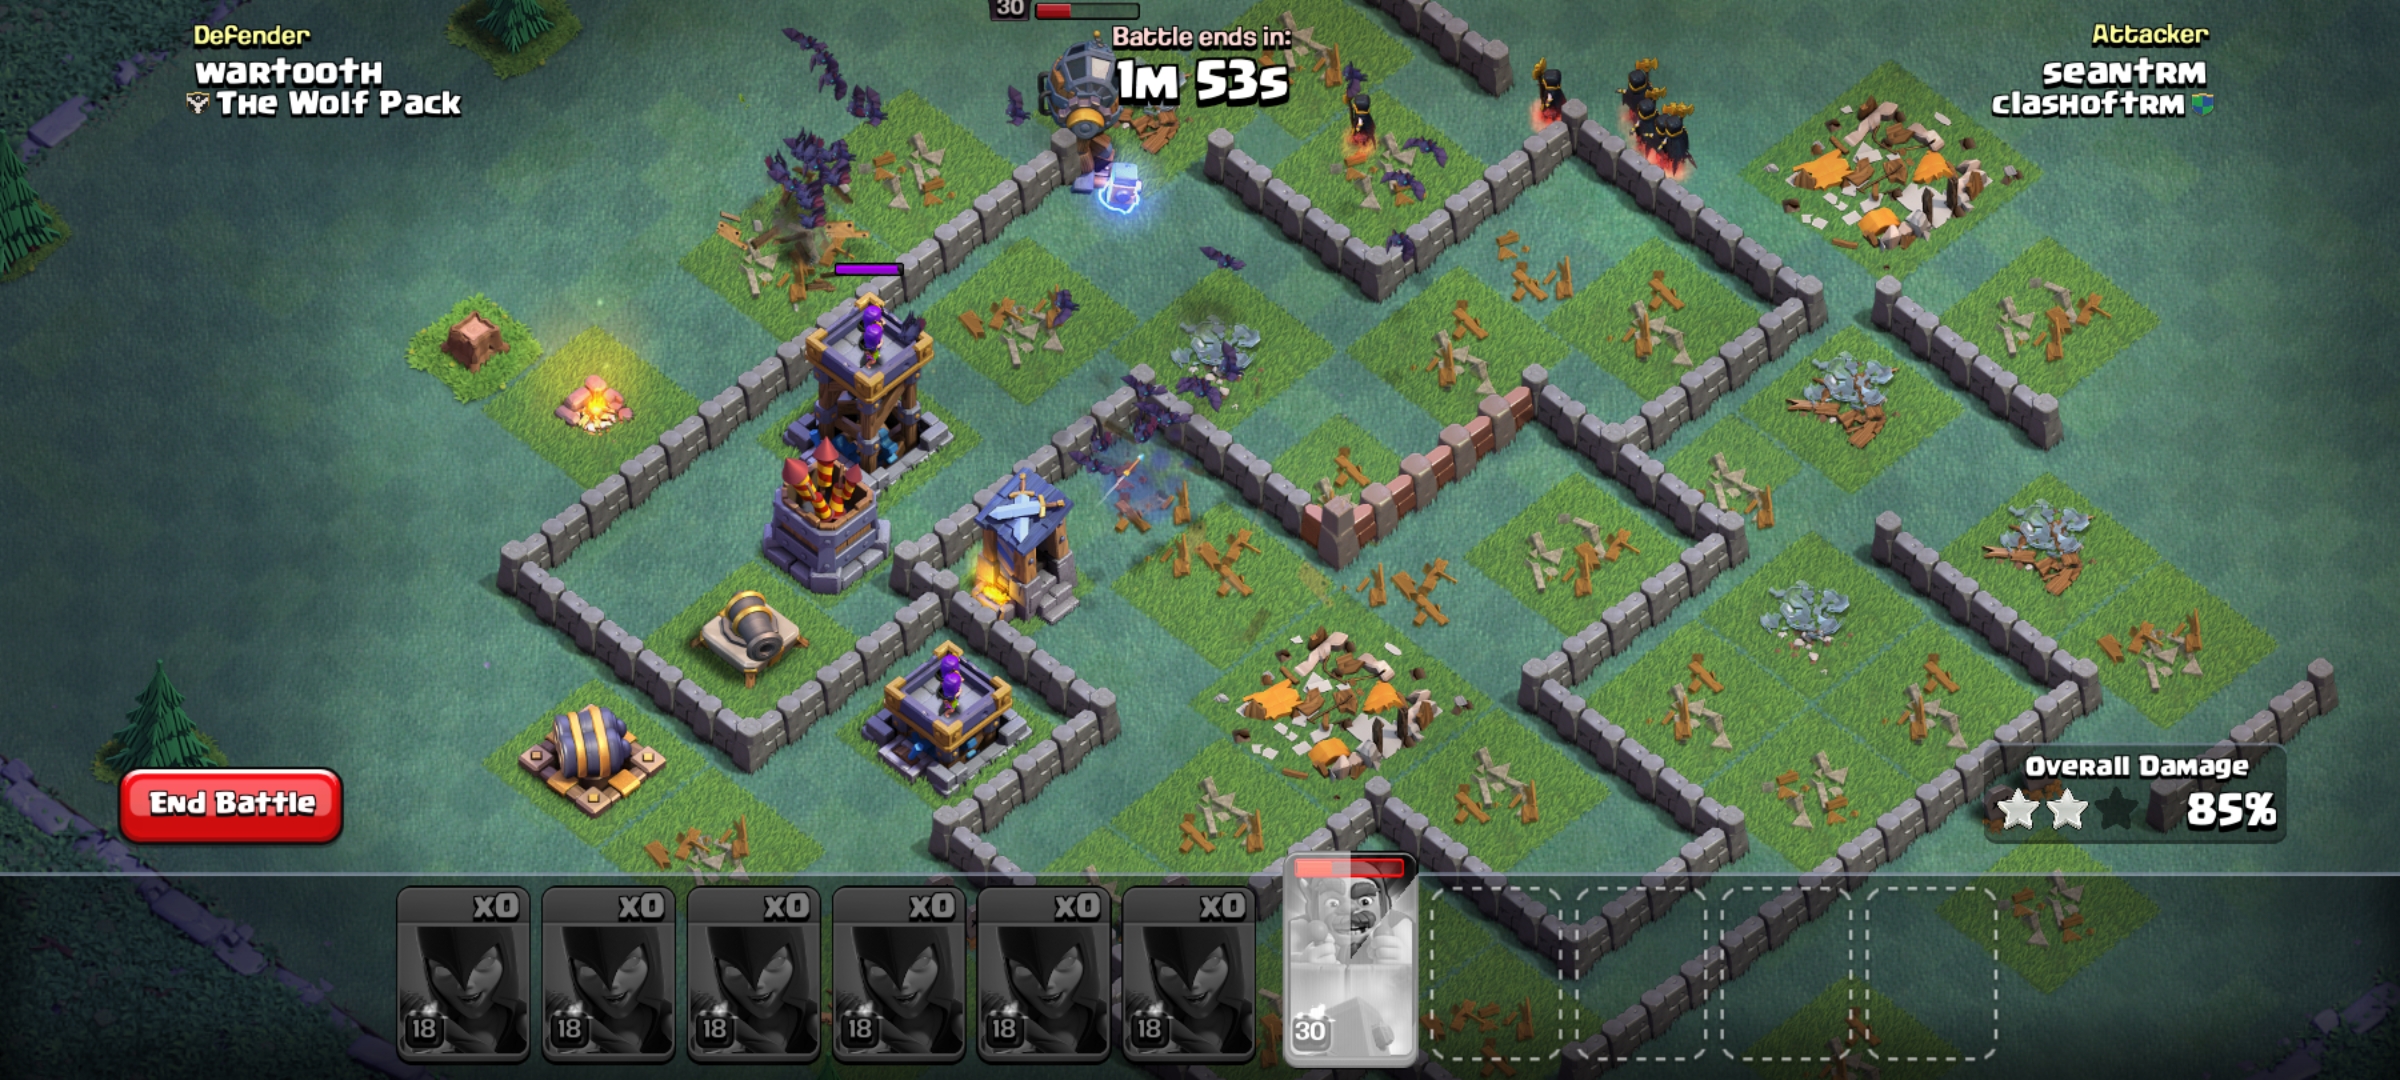 30
Defender
wartooth
The Wolf Pack
Battle ends in:
1M 53s
Attacker
seantrm
clashoftrm
End Battle
Overall Damage
85%
x0 x0 x0 x0 x0 x0
18 18 18 18 18 18 30